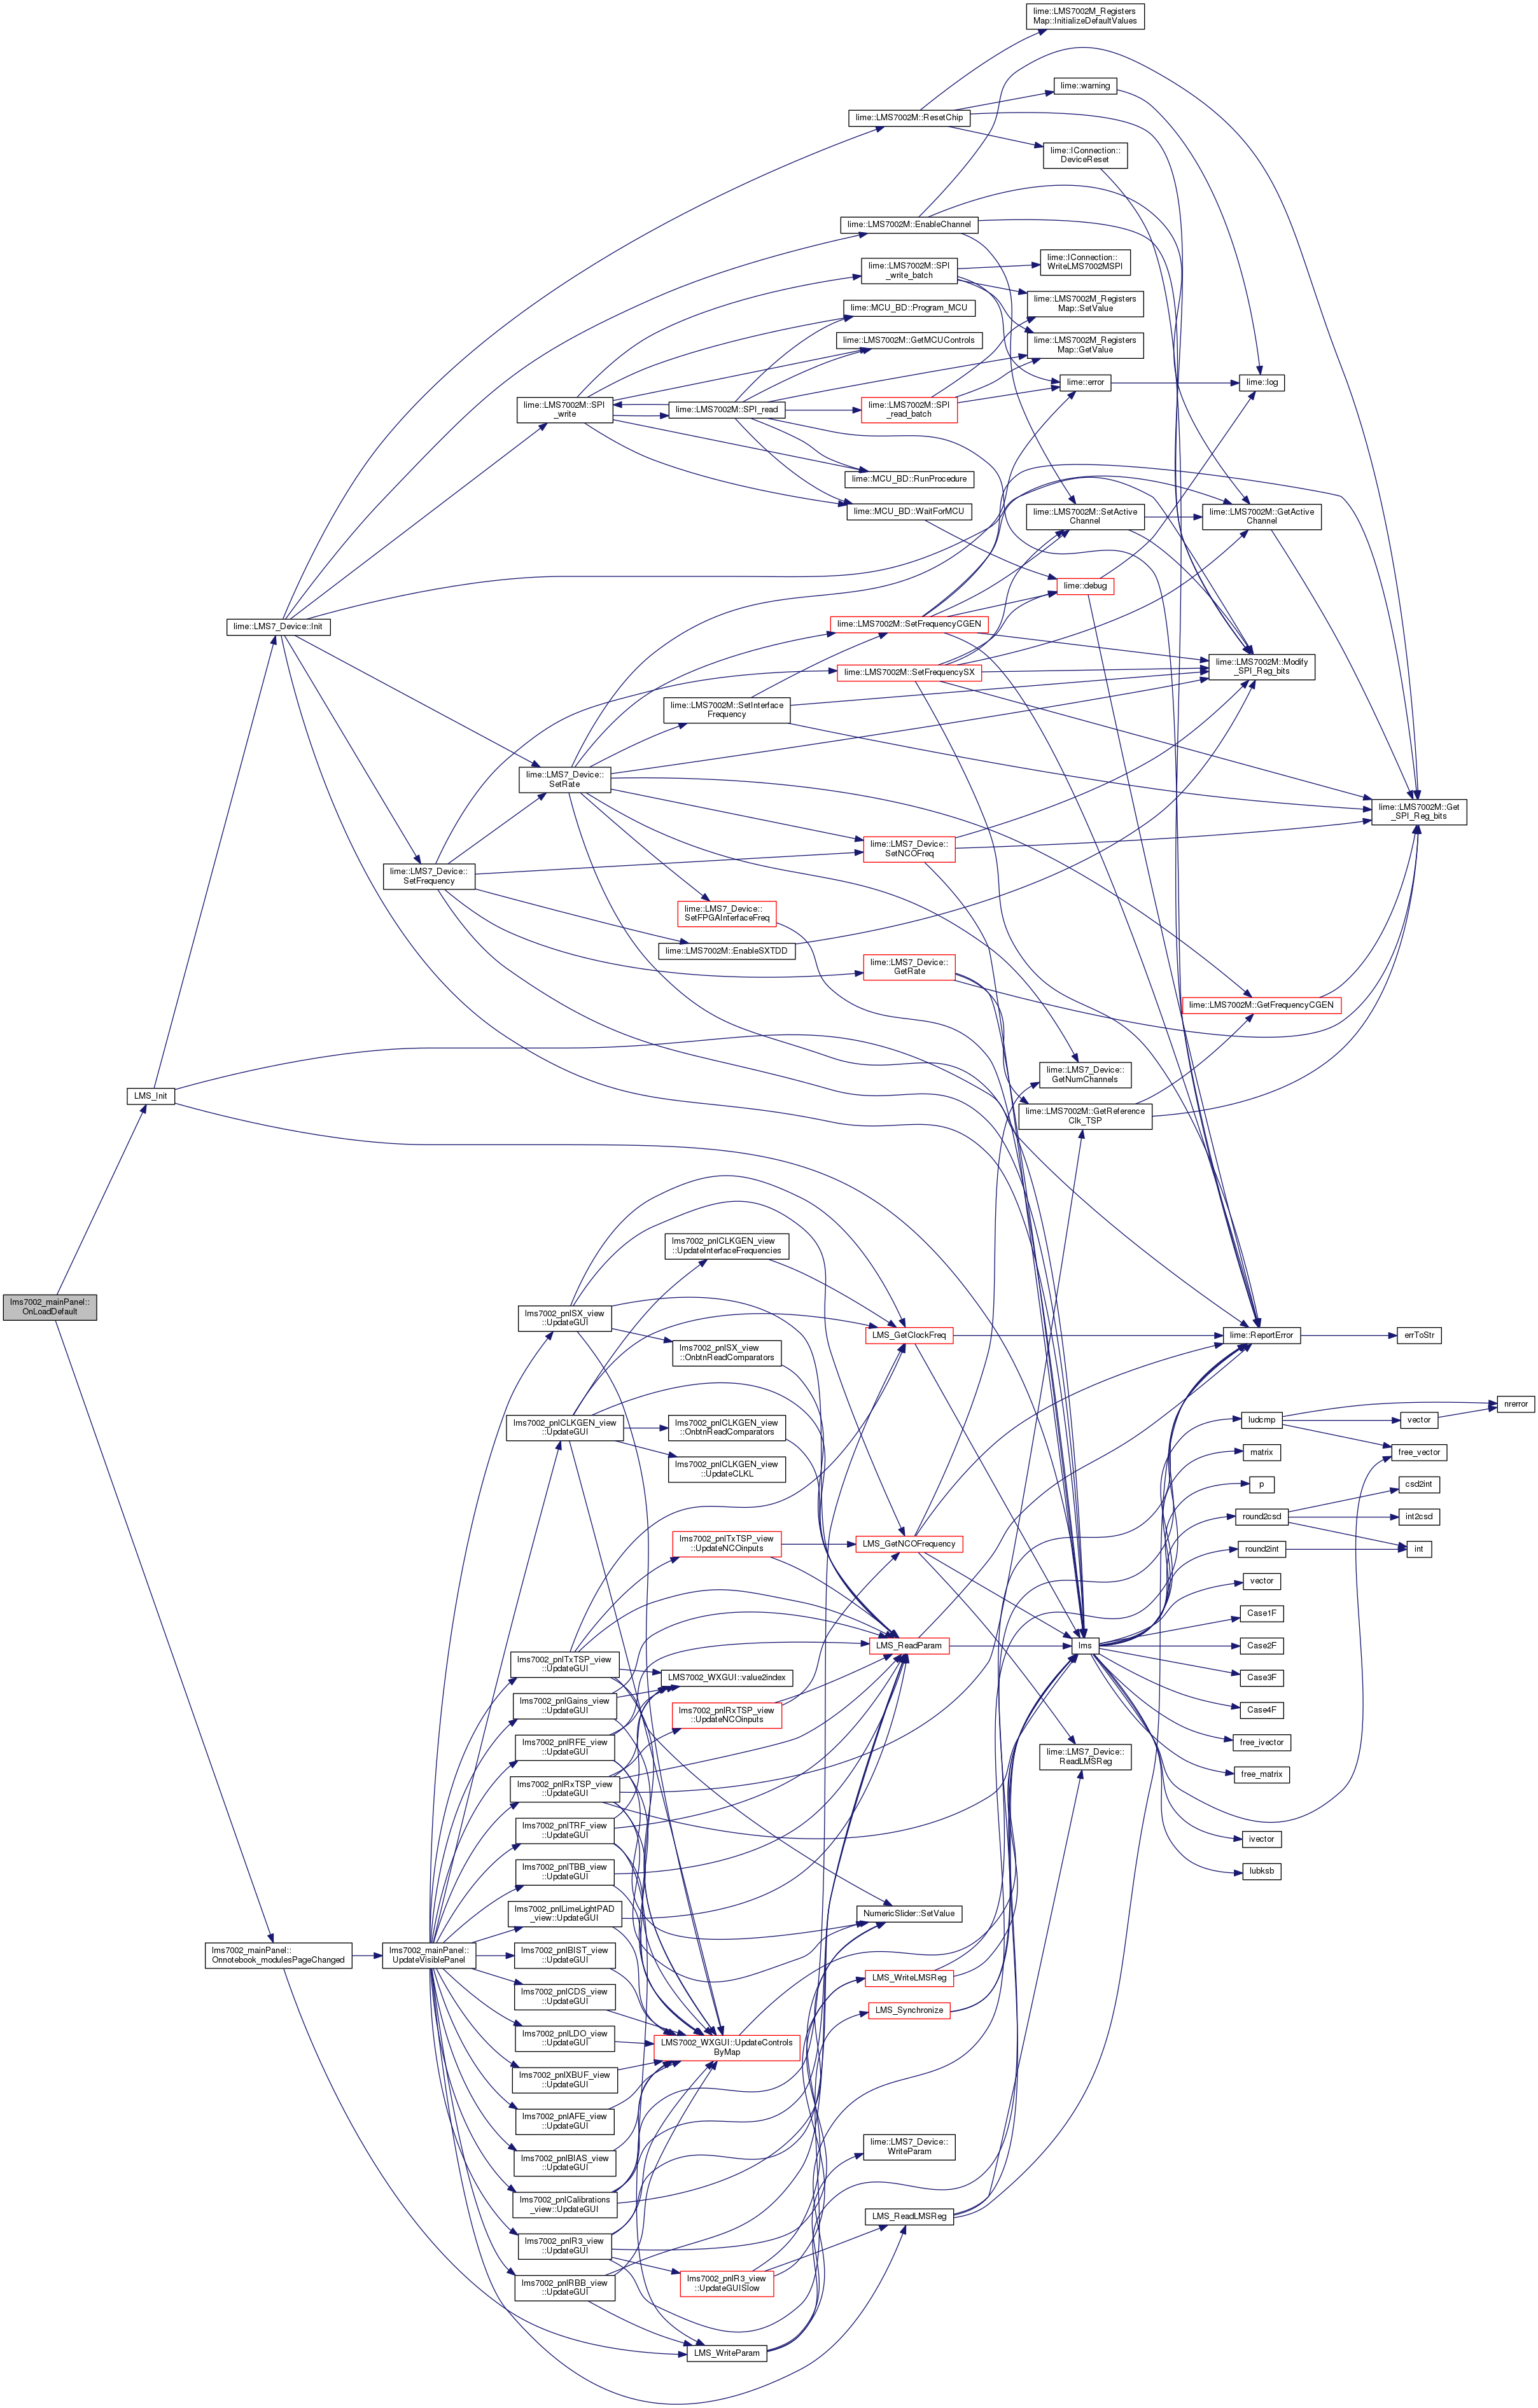 lime::LMS7002M_Registers
Map::InitializeDefaultValues
lime::warning
lime::LMS7002M::ResetChip
lime::IConnection::
DeviceReset
lime::LMS7002M::EnableChannel
lime::LMS7002M::SPI
_write_batch
lime::IConnection::
WriteLMS7002MSPI
lime::LMS7002M_Registers
Map::SetValue
lime::MCU_BD::Program_MCU
lime::LMS7002M::GetMCUControls
lime::LMS7002M_Registers
Map::GetValue
lime::error
lime::log
lime::LMS7002M::SPI
_write
lime::LMS7002M::SPI_read
lime::LMS7002M::SPI
_read_batch
lime::MCU_BD::RunProcedure
lime::MCU_BD::WaitForMCU
lime::LMS7002M::SetActive
Channel
lime::LMS7002M::GetActive
Channel
lime::debug
lime::LMS7_Device::Init
lime::LMS7002M::SetFrequencyCGEN
lime::LMS7002M::SetFrequencySX
lime::LMS7002M::Modify
_SPI_Reg_bits
lime::LMS7002M::SetInterface
Frequency
lime::LMS7_Device::
SetRate
lime::LMS7002M::Get
_SPI_Reg_bits
lime::LMS7_Device::
SetNCOFreq
lime::LMS7_Device::
SetFrequency
lime::LMS7_Device::
SetFPGAInterfaceFreq
lime::LMS7002M::EnableSXTDD
lime::LMS7_Device::
GetRate
lime::LMS7002M::GetFrequencyCGEN
lime::LMS7_Device::
GetNumChannels
LMS_Init
lime::LMS7002M::GetReference
Clk_TSP
lms7002_pnlCLKGEN_view
::UpdateInterfaceFrequencies
lms7002_mainPanel::
OnLoadDefault
lms7002_pnlSX_view
::UpdateGUI
LMS_GetClockFreq
lime::ReportError
errToStr
lms7002_pnlSX_view
::OnbtnReadComparators
lms7002_pnlCLKGEN_view
::UpdateGUI
lms7002_pnlCLKGEN_view
::OnbtnReadComparators
lms7002_pnlCLKGEN_view
::UpdateCLKL
ludcmp
vector
nrerror
matrix
free_vector
p
csd2int
round2csd
int2csd
round2int
int
lms7002_pnlTxTSP_view
::UpdateNCOinputs
LMS_GetNCOFrequency
vector
Case1F
lms7002_pnlTxTSP_view
::UpdateGUI
LMS_ReadParam
lms
Case2F
LMS7002_WXGUI::value2index
Case3F
lms7002_pnlGains_view
::UpdateGUI
lms7002_pnlRxTSP_view
::UpdateNCOinputs
Case4F
lms7002_pnlRFE_view
::UpdateGUI
free_ivector
lime::LMS7_Device::
ReadLMSReg
free_matrix
lms7002_pnlRxTSP_view
::UpdateGUI
lms7002_pnlTRF_view
::UpdateGUI
ivector
lms7002_pnlTBB_view
::UpdateGUI
lubksb
lms7002_pnlLimeLightPAD
_view::UpdateGUI
NumericSlider::SetValue
lms7002_mainPanel::
Onnotebook_modulesPageChanged
lms7002_mainPanel::
UpdateVisiblePanel
lms7002_pnlBIST_view
::UpdateGUI
LMS_WriteLMSReg
lms7002_pnlCDS_view
::UpdateGUI
LMS_Synchronize
lms7002_pnlLDO_view
::UpdateGUI
LMS7002_WXGUI::UpdateControls
ByMap
lms7002_pnlXBUF_view
::UpdateGUI
lms7002_pnlAFE_view
::UpdateGUI
lime::LMS7_Device::
WriteParam
lms7002_pnlBIAS_view
::UpdateGUI
lms7002_pnlCalibrations
_view::UpdateGUI
LMS_ReadLMSReg
lms7002_pnlR3_view
::UpdateGUI
lms7002_pnlR3_view
::UpdateGUISlow
lms7002_pnlRBB_view
::UpdateGUI
LMS_WriteParam